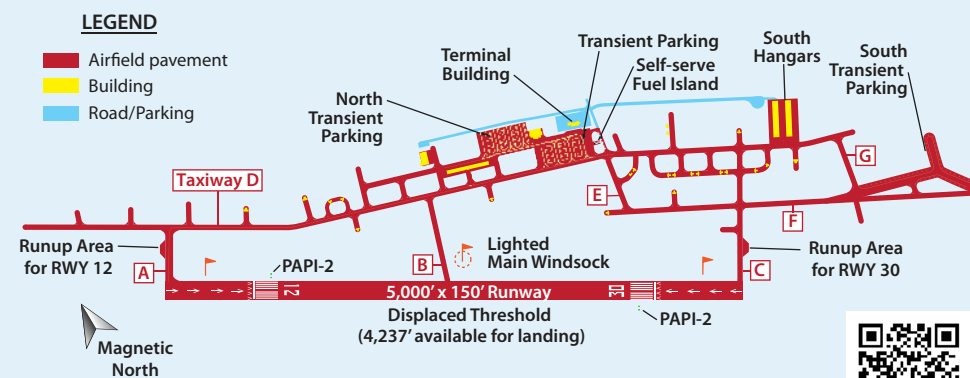 LEGEND
Airfield pavement
Building
Road/Parking
North
Transient
Parking
Terminal
Building
Transient Parking
Self-serve
Fuel Island
South
Hangars
South
Transient
Parking
Taxiway D
G
E
F
Runup Area
for RWY 12
A
PAPI-2
B
Lighted
Main Windsock
C
Runup Area
for RWY 30
12
5,000’ x 150’ Runway
30
Displaced Threshold
(4,237’ available for landing)
PAPI-2
Magnetic
North